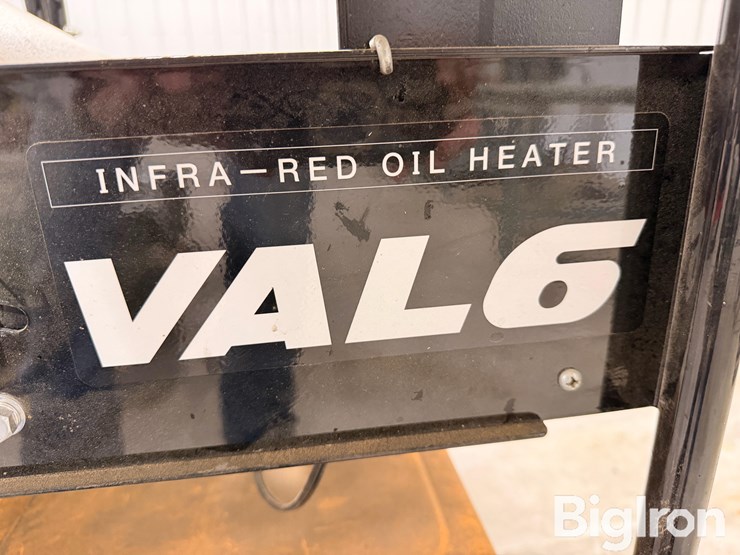 INFRA-RED OIL HEATER
VAL6
BigIron